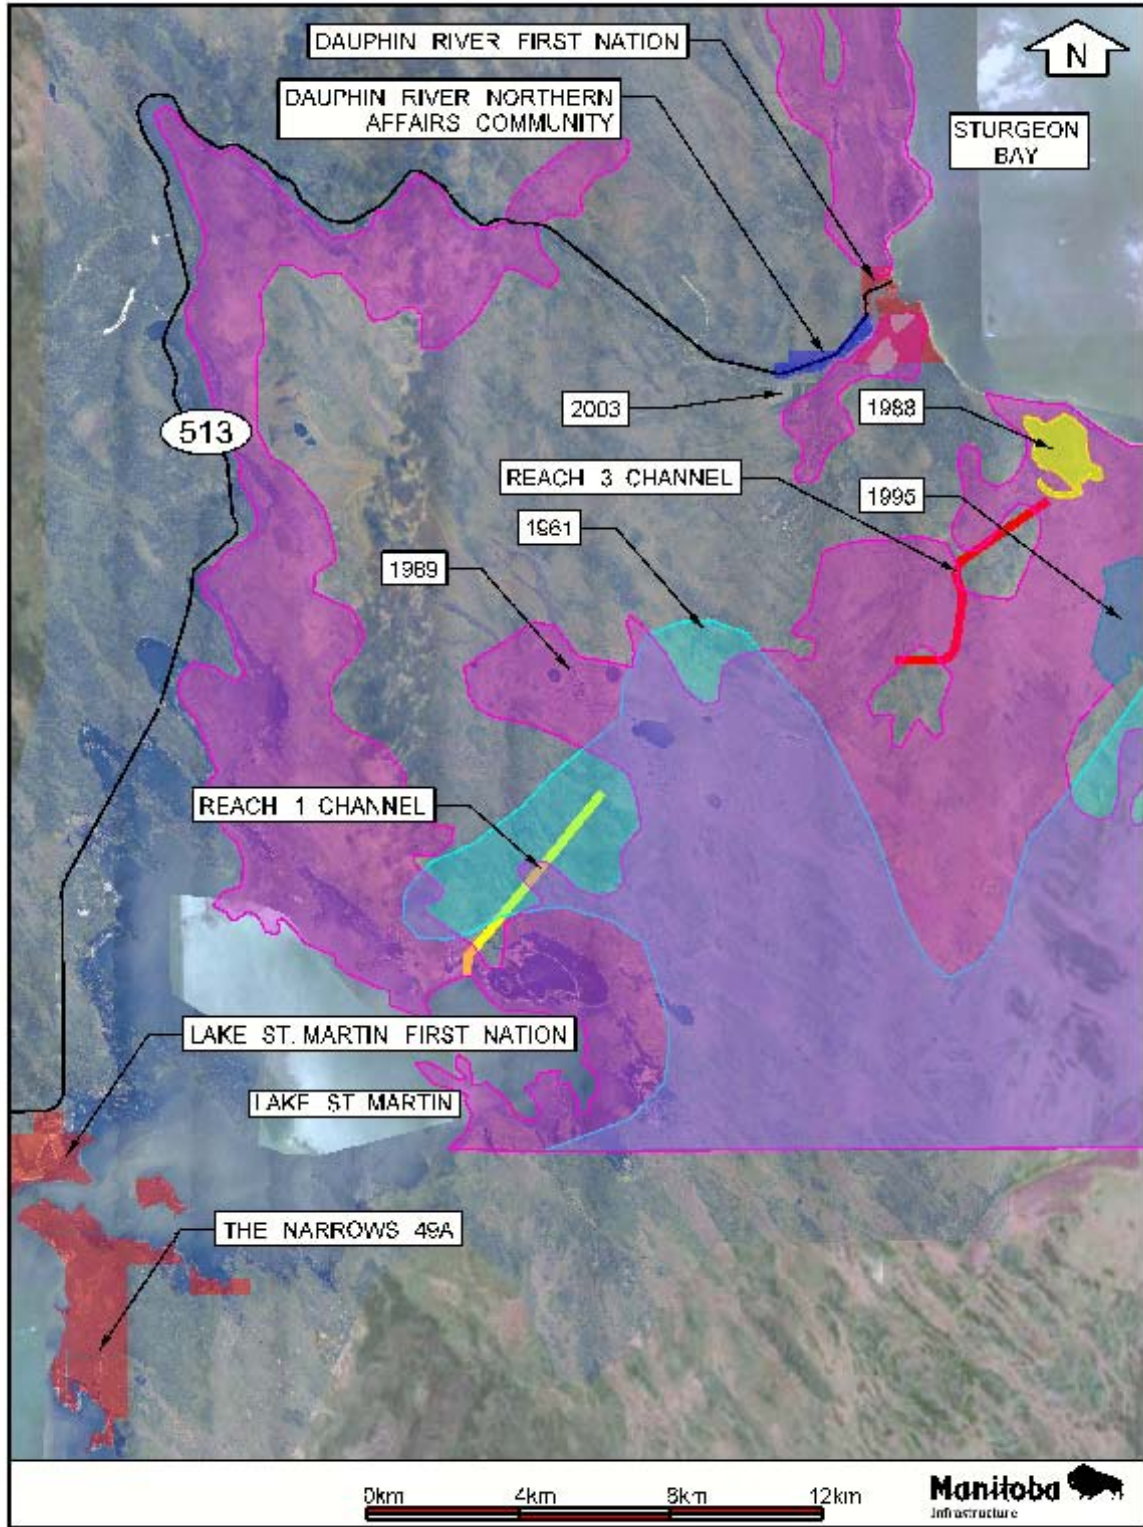 DAUPHIN RIVER FIRST NATION
N
DAUPHIN RIVER NORTHERN
AFFAIRS COMMUNITY
STURGEON
BAY
2003
1988
513
REACH 3 CHANNEL
1995
1961
1989
REACH 1 CHANNEL
LAKE ST. MARTIN FIRST NATION
LAKE ST MARTIN
THE NARROWS 49A
0km 4km 8km 12km
Manitoba
Infrastructure